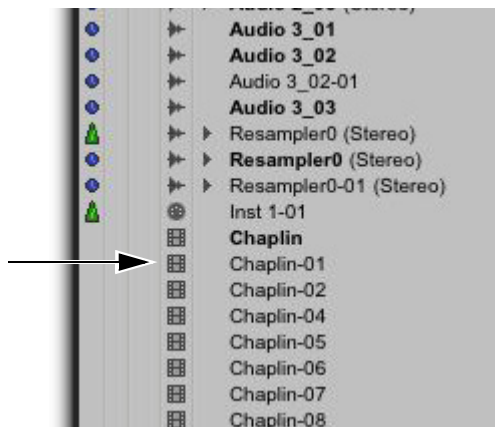 Audio 3_01
Audio 3_02
Audio 3_02-01
Audio 3_03
Resampler0 (Stereo)
Resampler0 (Stereo)
Resampler0-01 (Stereo)
Inst 1-01
Chaplin
Chaplin-01
Chaplin-02
Chaplin-04
Chaplin-05
Chaplin-06
Chaplin-07
Chaplin-08